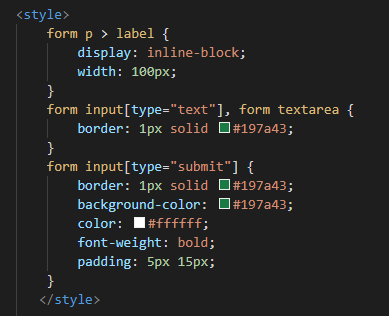 <style>
form p > label {
display: inline-block;
width: 100px;
}
form input[type="text"], form textarea {
border: 1px solid #197a43;
}
form input[type="submit"] {
border: 1px solid #197a43;
background-color: #197a43;
color: #ffffff;
font-weight: bold;
padding: 5px 15px;
}
</style>